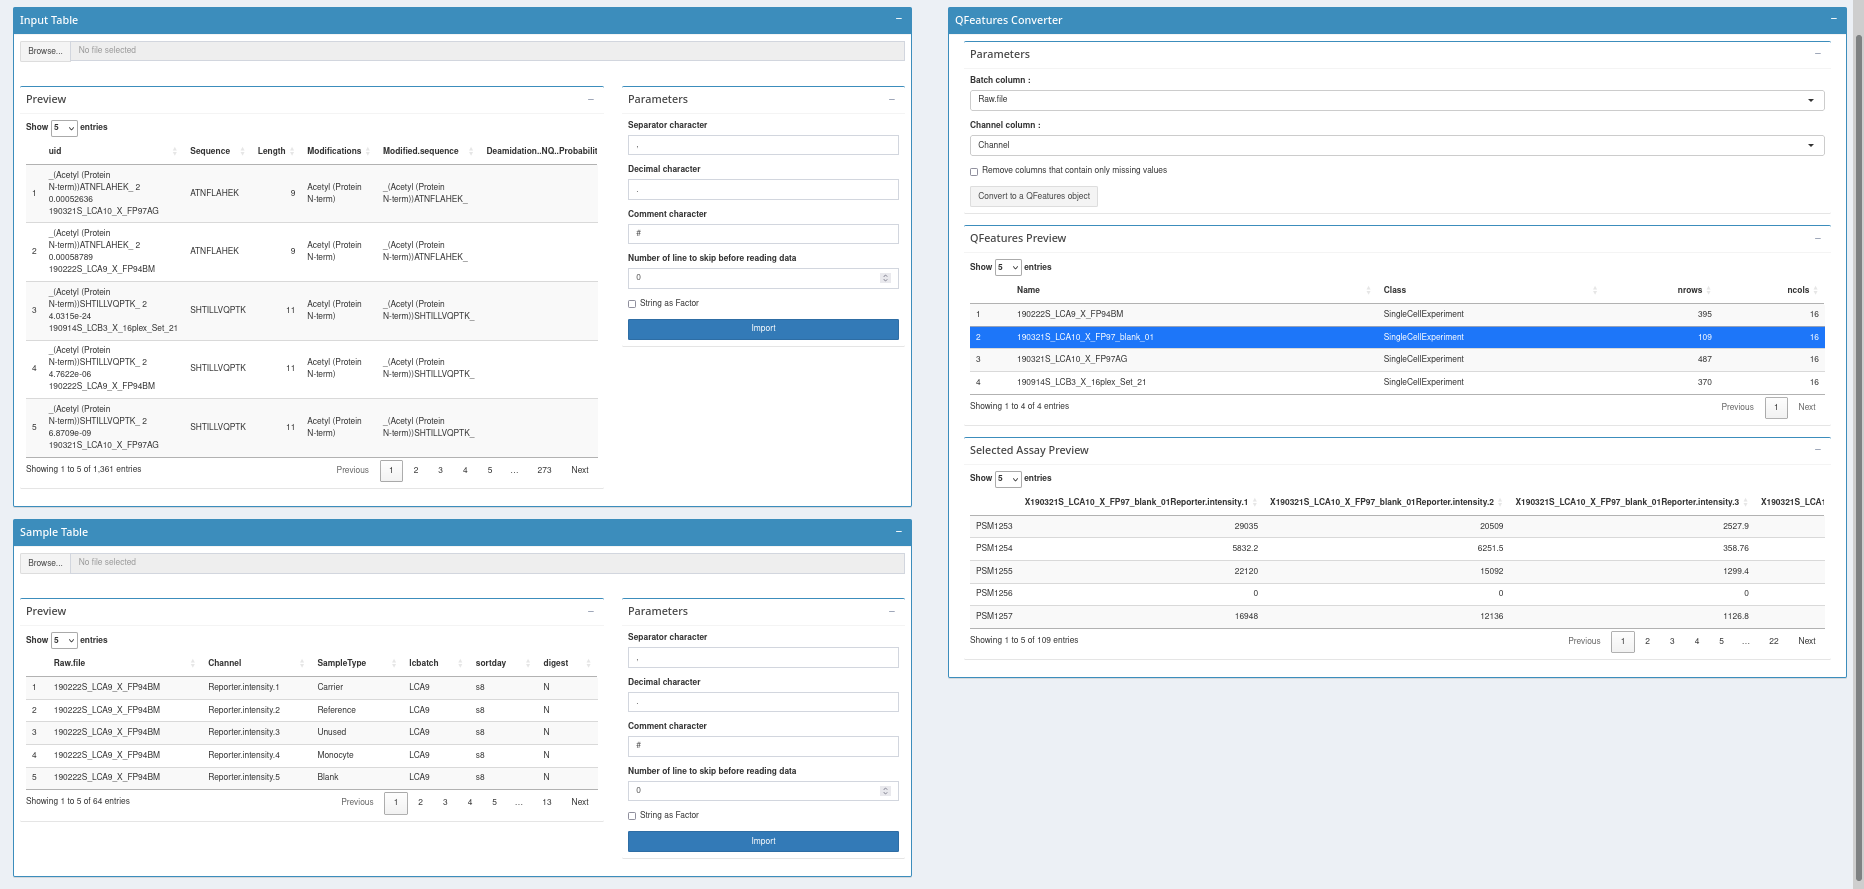 Input Table
Browse... No file selected
Preview
Show 5 entries
uid Sequence Length Modifications Modified.sequence Deamidation..NQ..Probabilit
1 _(Acetyl (Protein N-term))ATNFLAHEK_ 2 0.00052636 190321S_LCA10_X_FP97AG ATNFLAHEK 9 Acetyl (Protein N-term) _(Acetyl (Protein N-term))ATNFLAHEK_
2 _(Acetyl (Protein N-term))ATNFLAHEK_ 2 0.00058789 190222S_LCA9_X_FP94BM ATNFLAHEK 9 Acetyl (Protein N-term) _(Acetyl (Protein N-term))ATNFLAHEK_
3 _(Acetyl (Protein N-term))SHTILLVQPTK_ 2 4.0315e-24 190914S_LCB3_X_16plex_Set_21 SHTILLVQPTK 11 Acetyl (Protein N-term) _(Acetyl (Protein N-term))SHTILLVQPTK_
4 _(Acetyl (Protein N-term))SHTILLVQPTK_ 2 4.7622e-06 190222S_LCA9_X_FP94BM SHTILLVQPTK 11 Acetyl (Protein N-term) _(Acetyl (Protein N-term))SHTILLVQPTK_
5 _(Acetyl (Protein N-term))SHTILLVQPTK_ 2 6.8709e-09 190321S_LCA10_X_FP97AG SHTILLVQPTK 11 Acetyl (Protein N-term) _(Acetyl (Protein N-term))SHTILLVQPTK_
Showing 1 to 5 of 1,361 entries Previous 1 2 3 4 5 ... 273 Next
Parameters
Separator character
,
Decimal character
.
Comment character
#
Number of line to skip before reading data
0
String as Factor
Import
Sample Table
Browse... No file selected
Preview
Show 5 entries
Raw.file Channel SampleType lcbatch sortday digest
1 190222S_LCA9_X_FP94BM Reporter.intensity.1 Carrier LCA9 s8 N
2 190222S_LCA9_X_FP94BM Reporter.intensity.2 Reference LCA9 s8 N
3 190222S_LCA9_X_FP94BM Reporter.intensity.3 Unused LCA9 s8 N
4 190222S_LCA9_X_FP94BM Reporter.intensity.4 Monocyte LCA9 s8 N
5 190222S_LCA9_X_FP94BM Reporter.intensity.5 Blank LCA9 s8 N
Showing 1 to 5 of 64 entries Previous 1 2 3 4 5 ... 13 Next
Parameters
Separator character
,
Decimal character
.
Comment character
#
Number of line to skip before reading data
0
String as Factor
Import
QFeatures Converter
Parameters
Batch column :
Raw.file
Channel column :
Channel
Remove columns that contain only missing values
Convert to a QFeatures object
QFeatures Preview
Show 5 entries
Name Class nrows ncols
1 190222S_LCA9_X_FP94BM SingleCellExperiment 395 16
2 190321S_LCA10_X_FP97_blank_01 SingleCellExperiment 109 16
3 190321S_LCA10_X_FP97AG SingleCellExperiment 487 16
4 190914S_LCB3_X_16plex_Set_21 SingleCellExperiment 370 16
Showing 1 to 4 of 4 entries Previous 1 Next
Selected Assay Preview
Show 5 entries
X190321S_LCA10_X_FP97_blank_01Reporter.intensity.1 X190321S_LCA10_X_FP97_blank_01Reporter.intensity.2 X190321S_LCA10_X_FP97_blank_01Reporter.intensity.3 X190321S_LCA1
PSM1253 29035 20509 2527.9
PSM1254 5832.2 6251.5 358.76
PSM1255 22120 15092 1299.4
PSM1256 0 0 0
PSM1257 16948 12136 1126.8
Showing 1 to 5 of 109 entries Previous 1 2 3 4 5 ... 22 Next